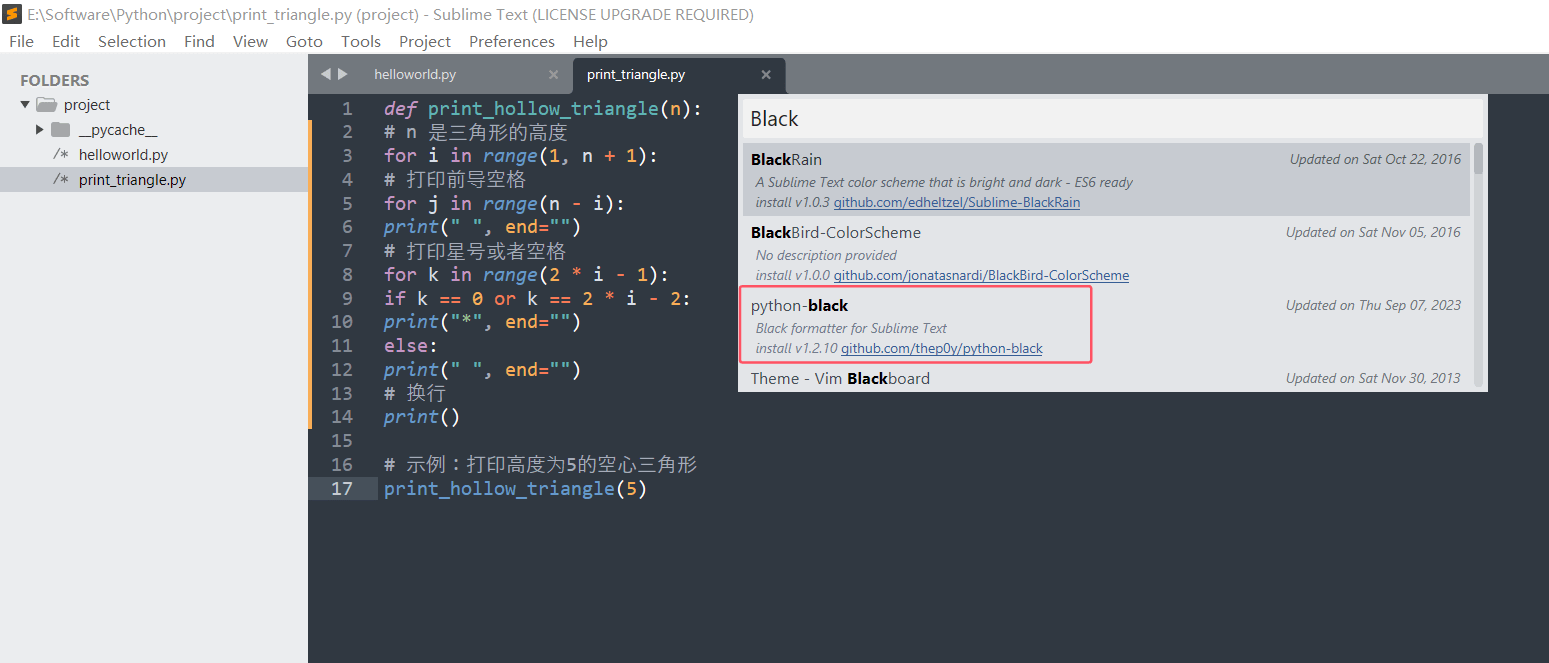 E:\Software\Python\project\print_triangle.py (project) - Sublime Text (LICENSE UPGRADE REQUIRED)
File Edit Selection Find View Goto Tools Project Preferences Help
FOLDERS
project
__pycache__
/* helloworld.py
/* print_triangle.py
helloworld.py × print_triangle.py ×
1 def print_hollow_triangle(n):
2 # n 是三角形的高度
3 for i in range(1, n + 1):
4 # 打印前导空格
5 for j in range(n - i):
6 print(" ", end="")
7 # 打印星号或者空格
8 for k in range(2 * i - 1):
9 if k == 0 or k == 2 * i - 2:
10 print("*", end="")
11 else:
12 print(" ", end="")
13 # 换行
14 print()
15
16 # 示例：打印高度为5的空心三角形
17 print_hollow_triangle(5)
Black
BlackRain Updated on Sat Oct 22, 2016
A Sublime Text color scheme that is bright and dark - ES6 ready
install v1.0.3 github.com/edheltzel/Sublime-BlackRain
BlackBird-ColorScheme Updated on Sat Nov 05, 2016
No description provided
install v1.0.0 github.com/jonatasnardi/BlackBird-ColorScheme
python-black Updated on Thu Sep 07, 2023
Black formatter for Sublime Text
install v1.2.10 github.com/thep0y/python-black
Theme - Vim Blackboard Updated on Sat Nov 30, 2013